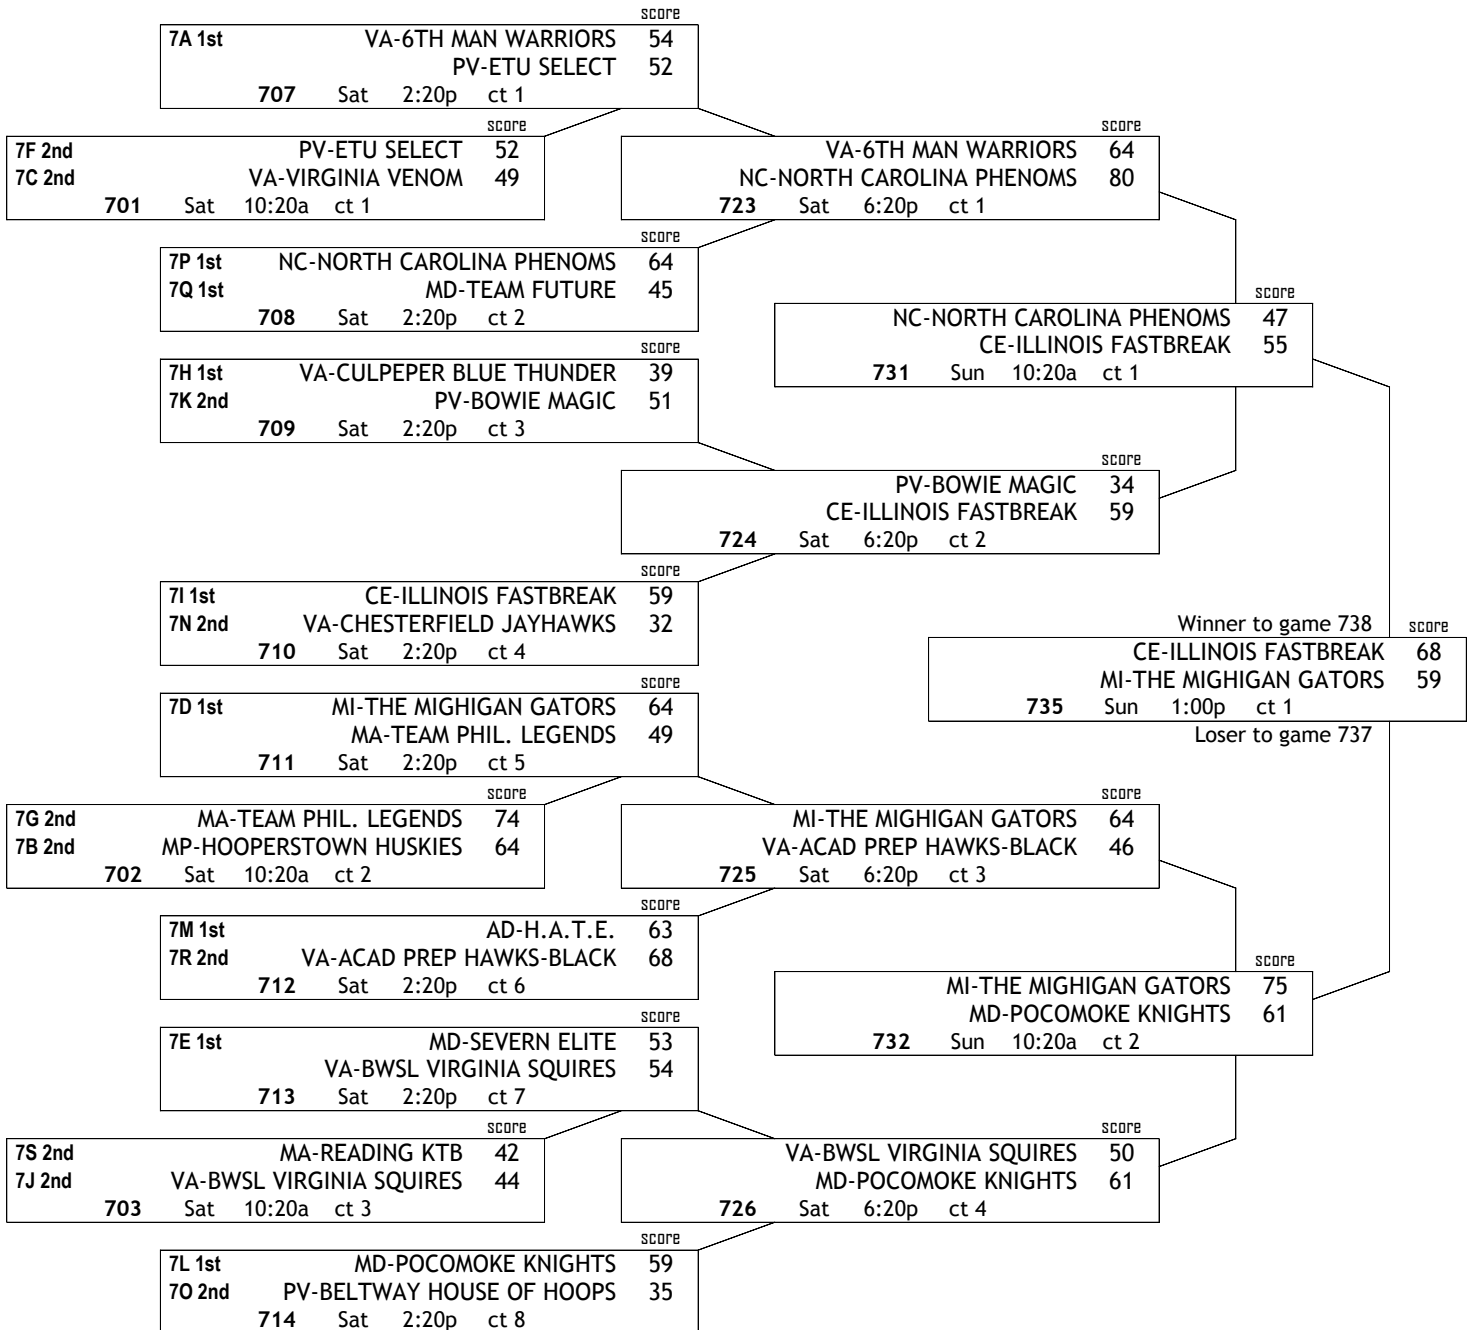 score
7A 1st VA-6TH MAN WARRIORS 54
PV-ETU SELECT 52
707 Sat 2:20p ct 1
score
7F 2nd PV-ETU SELECT 52
7C 2nd VA-VIRGINIA VENOM 49
701 Sat 10:20a ct 1
score
VA-6TH MAN WARRIORS 64
NC-NORTH CAROLINA PHENOMS 80
723 Sat 6:20p ct 1
score
7P 1st NC-NORTH CAROLINA PHENOMS 64
7Q 1st MD-TEAM FUTURE 45
708 Sat 2:20p ct 2
score
NC-NORTH CAROLINA PHENOMS 47
CE-ILLINOIS FASTBREAK 55
731 Sun 10:20a ct 1
score
7H 1st VA-CULPEPER BLUE THUNDER 39
7K 2nd PV-BOWIE MAGIC 51
709 Sat 2:20p ct 3
score
PV-BOWIE MAGIC 34
CE-ILLINOIS FASTBREAK 59
724 Sat 6:20p ct 2
score
7I 1st CE-ILLINOIS FASTBREAK 59
7N 2nd VA-CHESTERFIELD JAYHAWKS 32
710 Sat 2:20p ct 4
Winner to game 738 score
CE-ILLINOIS FASTBREAK 68
MI-THE MIGHIGAN GATORS 59
735 Sun 1:00p ct 1
Loser to game 737
score
7D 1st MI-THE MIGHIGAN GATORS 64
MA-TEAM PHIL. LEGENDS 49
711 Sat 2:20p ct 5
score
7G 2nd MA-TEAM PHIL. LEGENDS 74
7B 2nd MP-HOOPERSTOWN HUSKIES 64
702 Sat 10:20a ct 2
score
MI-THE MIGHIGAN GATORS 64
VA-ACAD PREP HAWKS-BLACK 46
725 Sat 6:20p ct 3
score
7M 1st AD-H.A.T.E. 63
7R 2nd VA-ACAD PREP HAWKS-BLACK 68
712 Sat 2:20p ct 6
score
MI-THE MIGHIGAN GATORS 75
MD-POCOMOKE KNIGHTS 61
732 Sun 10:20a ct 2
score
7E 1st MD-SEVERN ELITE 53
VA-BWSL VIRGINIA SQUIRES 54
713 Sat 2:20p ct 7
score
7S 2nd MA-READING KTB 42
7J 2nd VA-BWSL VIRGINIA SQUIRES 44
703 Sat 10:20a ct 3
score
VA-BWSL VIRGINIA SQUIRES 50
MD-POCOMOKE KNIGHTS 61
726 Sat 6:20p ct 4
score
7L 1st MD-POCOMOKE KNIGHTS 59
7O 2nd PV-BELTWAY HOUSE OF HOOPS 35
714 Sat 2:20p ct 8